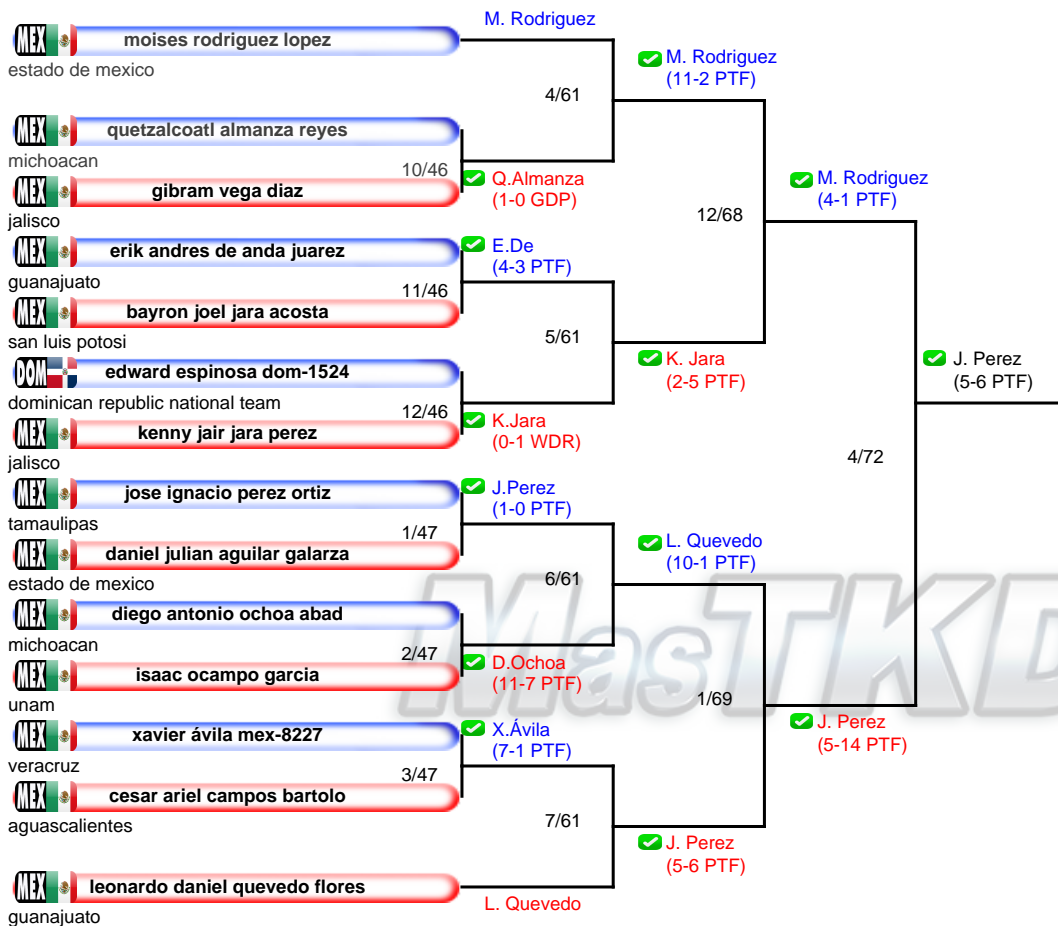 M. Rodriguez
MEX moises rodriguez lopez
estado de mexico
M. Rodriguez
(11-2 PTF)
4/61
MEX quetzalcoatl almanza reyes
michoacan
10/46
Q.Almanza
(1-0 GDP)
MEX gibram vega diaz
jalisco
M. Rodriguez
(4-1 PTF)
12/68
MEX erik andres de anda juarez
guanajuato
E.De
(4-3 PTF)
11/46
MEX bayron joel jara acosta
san luis potosi
5/61
K. Jara
(2-5 PTF)
DOM edward espinosa dom-1524
dominican republic national team
12/46
K.Jara
(0-1 WDR)
MEX kenny jair jara perez
jalisco
J. Perez
(5-6 PTF)
4/72
MEX jose ignacio perez ortiz
tamaulipas
J.Perez
(1-0 PTF)
1/47
MEX daniel julian aguilar galarza
estado de mexico
L. Quevedo
(10-1 PTF)
6/61
MEX diego antonio ochoa abad
michoacan
2/47
D.Ochoa
(11-7 PTF)
MEX isaac ocampo garcia
unam
MasTKD
1/69
J. Perez
(5-14 PTF)
MEX xavier ávila mex-8227
veracruz
X.Ávila
(7-1 PTF)
3/47
MEX cesar ariel campos bartolo
aguascalientes
7/61
J. Perez
(5-6 PTF)
MEX leonardo daniel quevedo flores
guanajuato
L. Quevedo